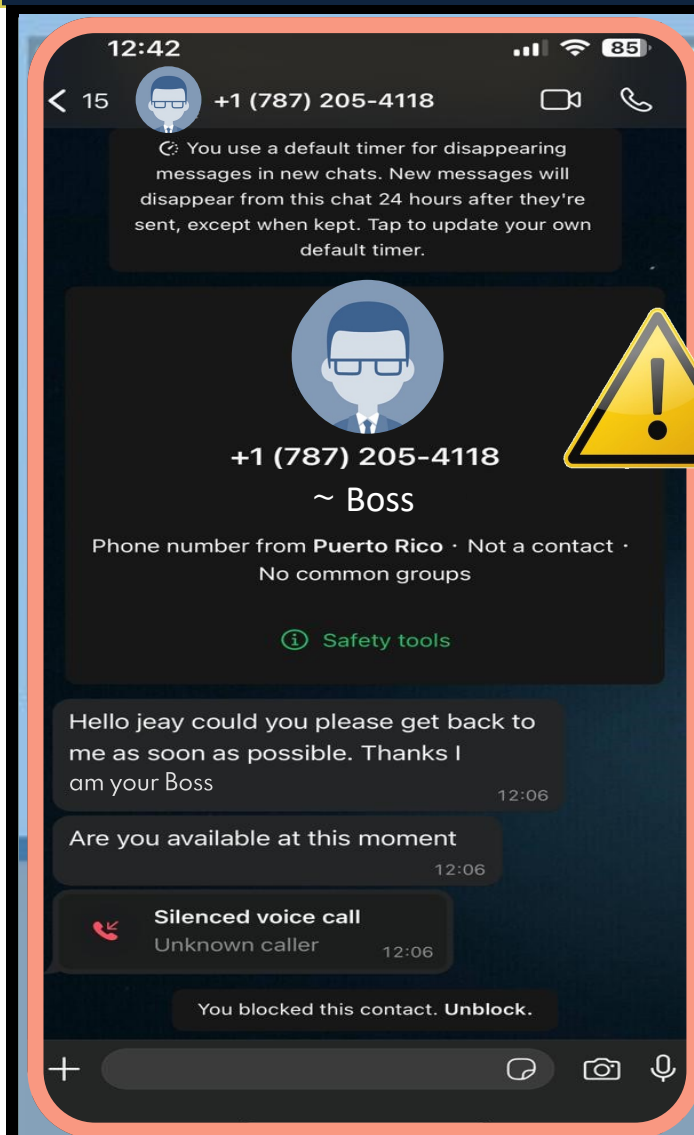 12:42
85
15
+1 (787) 205-4118
You use a default timer for disappearing
messages in new chats. New messages will
disappear from this chat 24 hours after they're
sent, except when kept. Tap to update your own
default timer.
+1 (787) 205-4118
~ Boss
Phone number from Puerto Rico · Not a contact ·
No common groups
Safety tools
Hello jeay could you please get back to
me as soon as possible. Thanks I
am your Boss
12:06
Are you available at this moment
12:06
Silenced voice call
Unknown caller
12:06
You blocked this contact. Unblock.